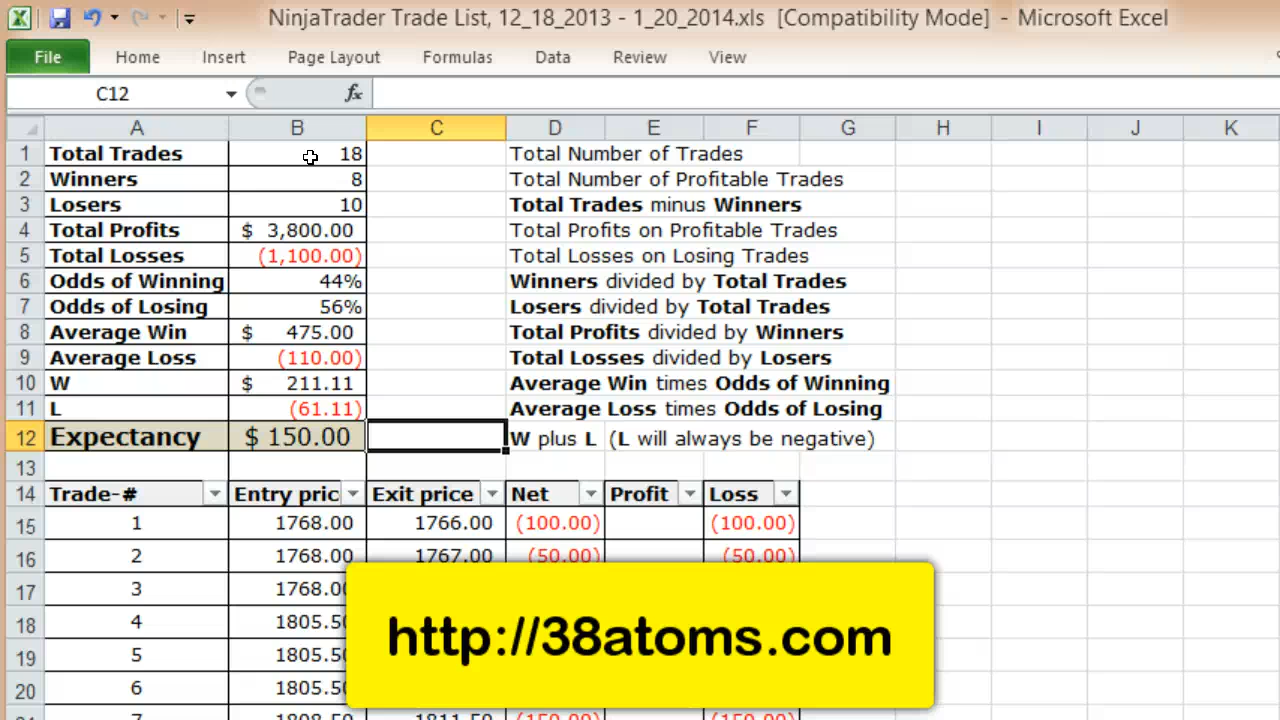 NinjaTrader Trade List, 12_18_2013 - 1_20_2014.xls [Compatibility Mode] - Microsoft Excel
File Home Insert Page Layout Formulas Data Review View
C12 fx
A B C D E F G H I J K
1 Total Trades 18 Total Number of Trades
2 Winners 8 Total Number of Profitable Trades
3 Losers 10 Total Trades minus Winners
4 Total Profits $ 3,800.00 Total Profits on Profitable Trades
5 Total Losses (1,100.00) Total Losses on Losing Trades
6 Odds of Winning 44% Winners divided by Total Trades
7 Odds of Losing 56% Losers divided by Total Trades
8 Average Win $ 475.00 Total Profits divided by Winners
9 Average Loss (110.00) Total Losses divided by Losers
10 W $ 211.11 Average Win times Odds of Winning
11 L (61.11) Average Loss times Odds of Losing
12 Expectancy $ 150.00 W plus L (L will always be negative)
13
14 Trade-# Entry pric Exit price Net Profit Loss
15 1 1768.00 1766.00 (100.00) (100.00)
16 2 1768.00 1767.00 (50.00) (50.00)
17 3 1768.0
18 4 1805.5
19 5 1805.5
20 6 1805.5
http://38atoms.com